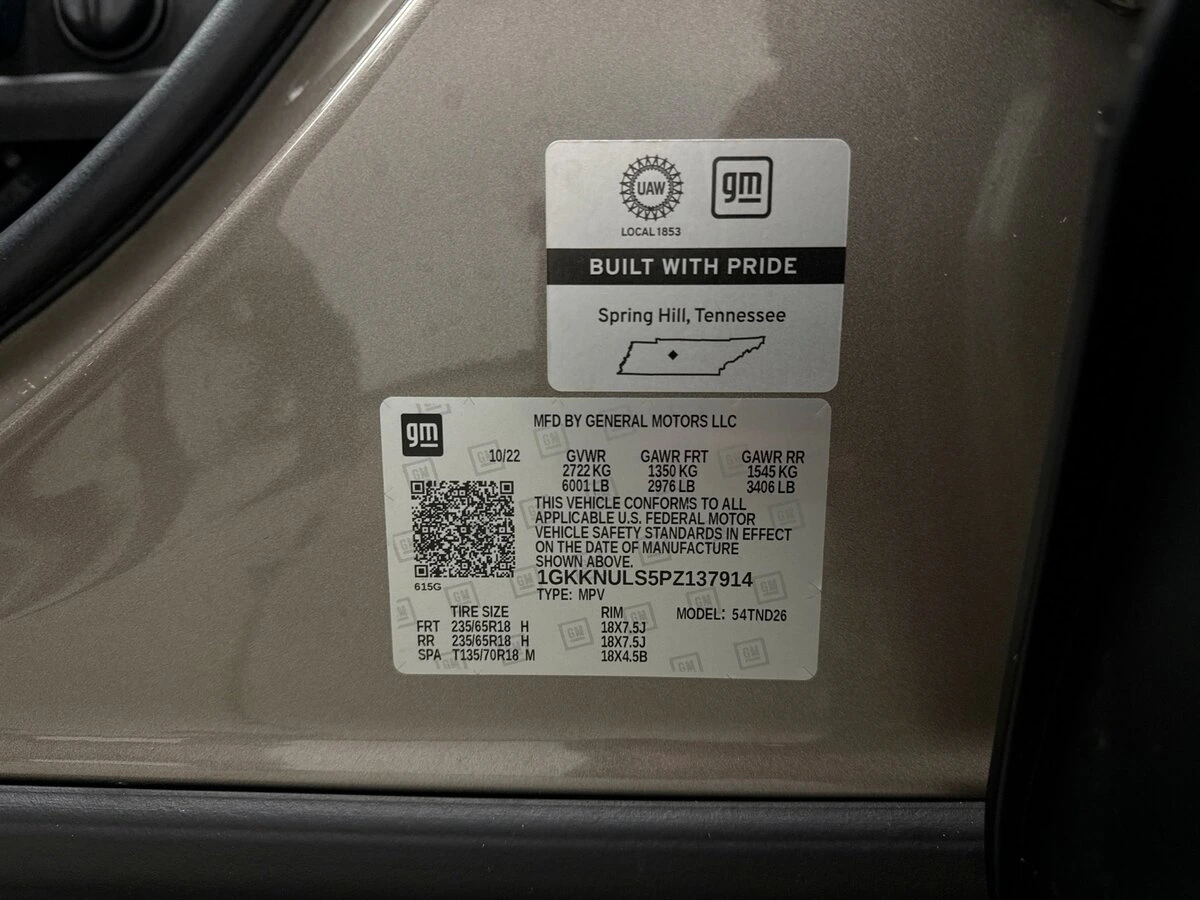 UAW
gm
LOCAL 1853
BUILT WITH PRIDE
Spring Hill, Tennessee
gm
MFD BY GENERAL MOTORS LLC
10/22 GVWR GAWR FRT GAWR RR
2722 KG 1350 KG 1545 KG
6001 LB 2976 LB 3406 LB
THIS VEHICLE CONFORMS TO ALL
APPLICABLE U.S. FEDERAL MOTOR
VEHICLE SAFETY STANDARDS IN EFFECT
ON THE DATE OF MANUFACTURE
SHOWN ABOVE.
1GKKNULS5PZ137914
615G
TYPE: MPV
TIRE SIZE RIM MODEL: 54TND26
FRT 235/65R18 H 18X7.5J
RR 235/65R18 H 18X7.5J
SPA T135/70R18 M 18X4.5B